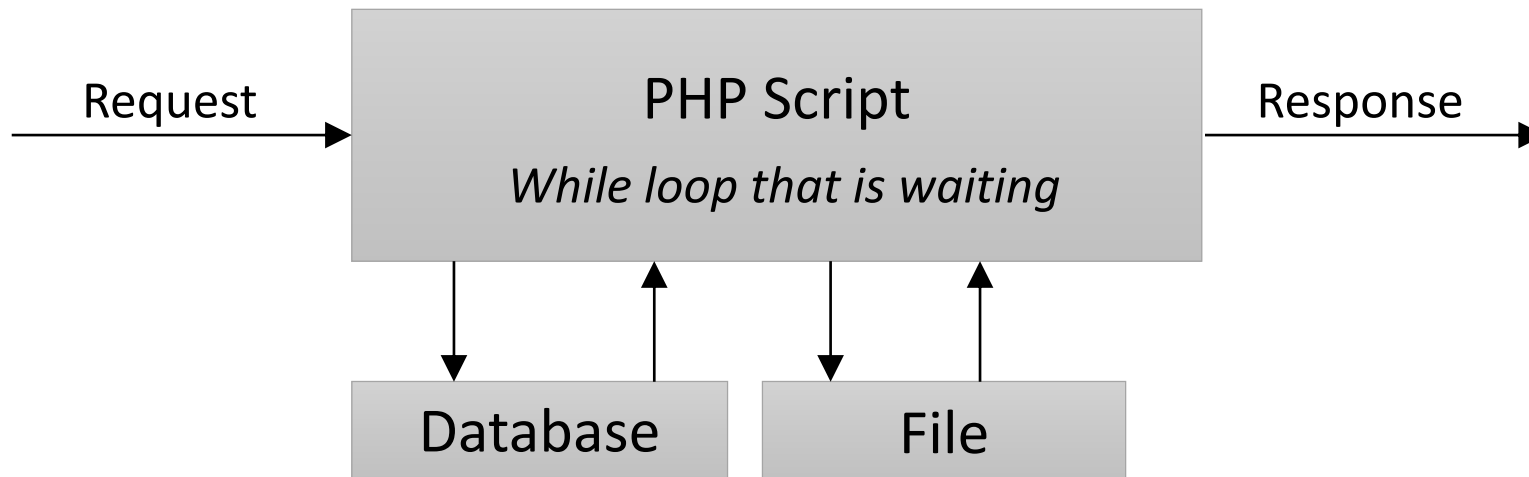 Request
PHP Script
While loop that is waiting
Response
Database
File